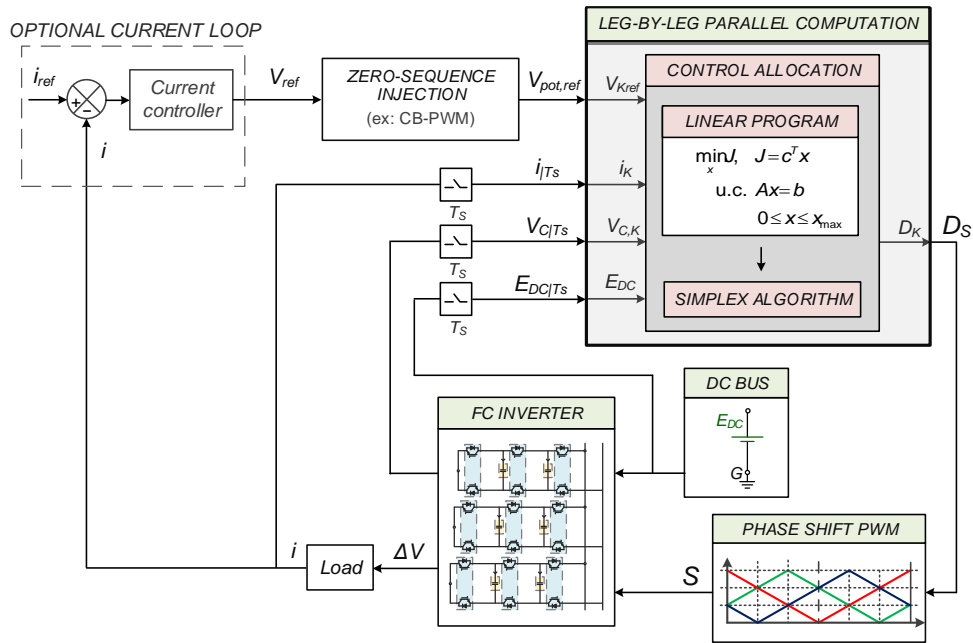 OPTIONAL CURRENT LOOP
i_ref
+
-
i
Current
controller
V_ref
ZERO-SEQUENCE
INJECTION
(ex: CB-PWM)
V_pot,ref
LEG-BY-LEG PARALLEL COMPUTATION
V_Kref
i_K
V_C,K
E_DC
CONTROL ALLOCATION
LINEAR PROGRAM
min J, J = c^T x
x
u.c. Ax = b
0 ≤ x ≤ x_max
SIMPLEX ALGORITHM
D_K
D_S
i_|Ts
T_S
V_C|Ts
T_S
E_DC|Ts
T_S
DC BUS
E_DC
G
FC INVERTER
PHASE SHIFT PWM
S
ΔV
Load
i